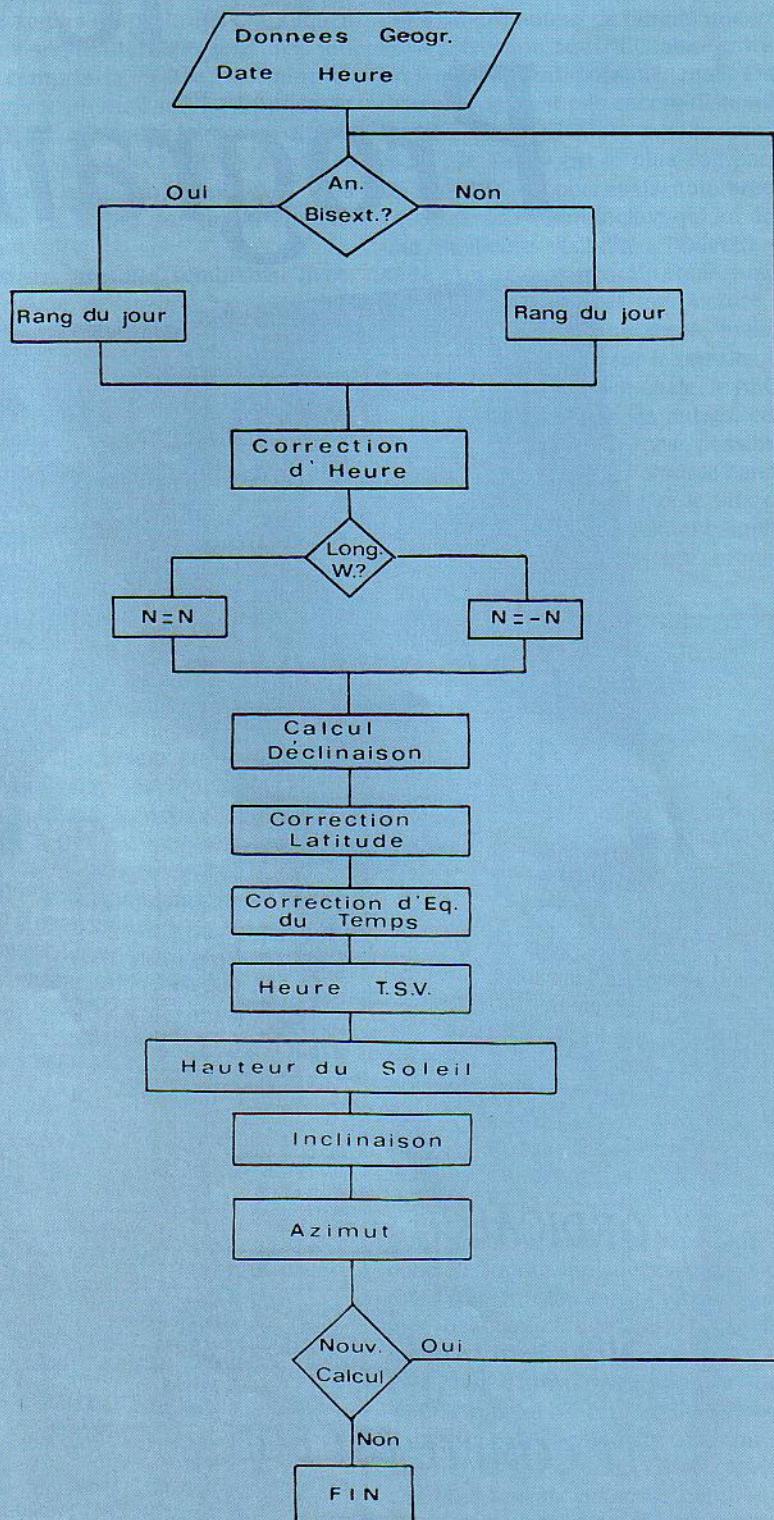 Donnees Geogr.
Date Heure
An.
Bisext.?
Oui
Non
Rang du jour
Rang du jour
Correction
d'Heure
Long.
W.?
N=N
N=-N
Calcul
Déclinaison
Correction
Latitude
Correction d'Eq.
du Temps
Heure T.S.V.
Hauteur du Soleil
Inclinaison
Azimut
Nouv.
Calcul
Oui
Non
FIN